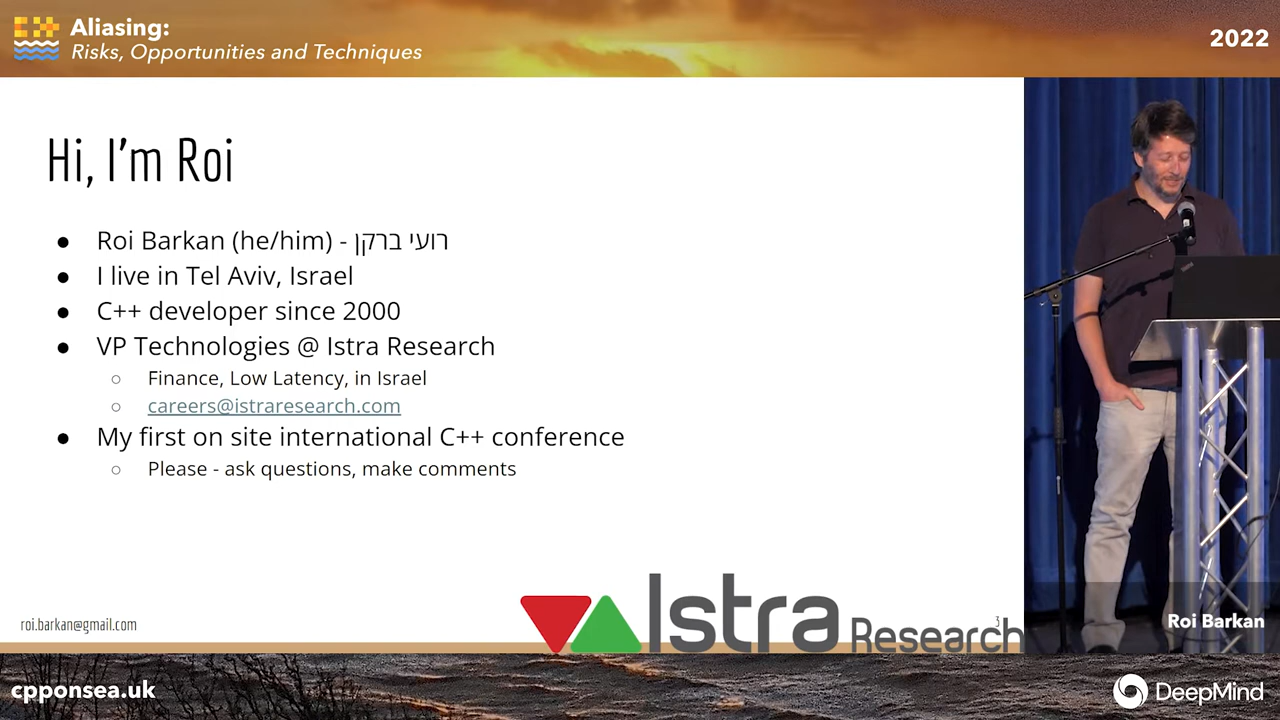 Aliasing:
Risks, Opportunities and Techniques
2022
Hi, I'm Roi
● Roi Barkan (he/him) - רועי ברקן
● I live in Tel Aviv, Israel
● C++ developer since 2000
● VP Technologies @ Istra Research
○ Finance, Low Latency, in Israel
○ careers@istraresearch.com
● My first on site international C++ conference
○ Please - ask questions, make comments
roi.barkan@gmail.com
Istra Research
3
Roi Barkan
cpponsea.uk
DeepMind